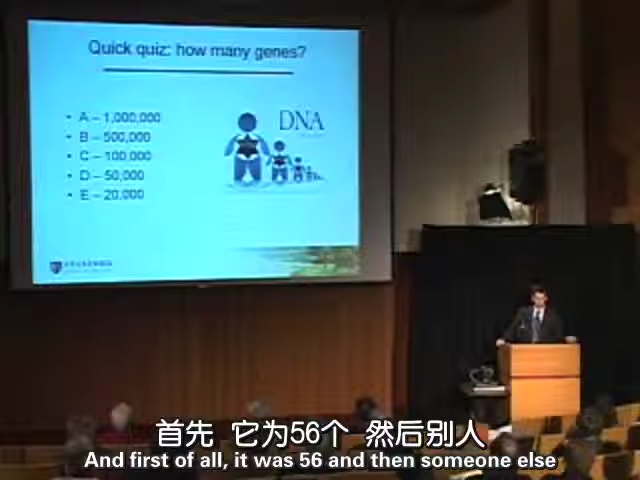 Quick quiz: how many genes?
• A – 1,000,000
• B – 500,000
• C – 100,000
• D – 50,000
• E – 20,000
DNA
首先 它为56个 然后别人
And first of all, it was 56 and then someone else